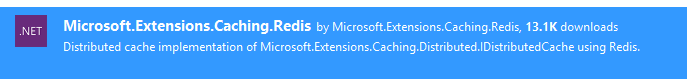 .NET
Microsoft.Extensions.Caching.Redis by Microsoft.Extensions.Caching.Redis, 13.1K downloads
Distributed cache implementation of Microsoft.Extensions.Caching.Distributed.IDistributedCache using Redis.